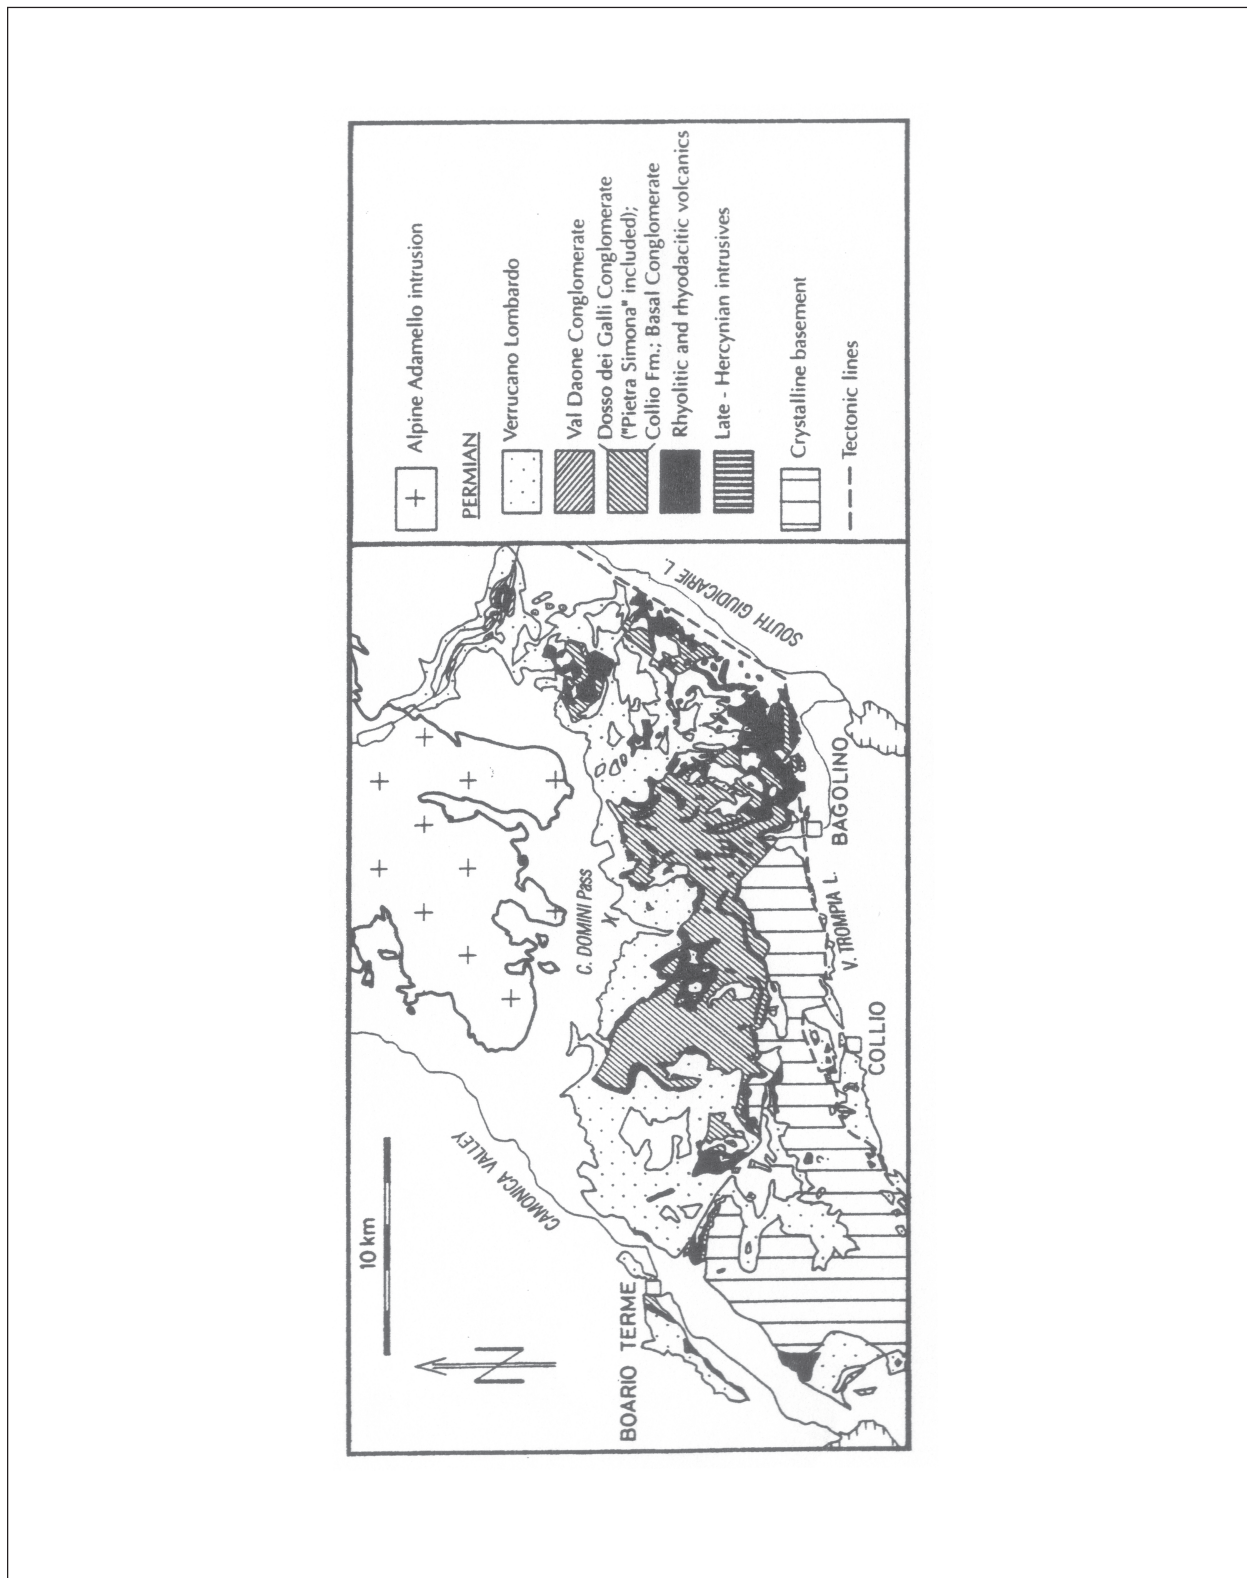 Alpine Adamello intrusion
PERMIAN
Verrucano Lombardo
Val Daone Conglomerate
Dosso dei Galli Conglomerate
("Pietra Simona" included);
Collio Fm.; Basal Conglomerate
Rhyolitic and rhyodacitic volcanics
Late - Hercynian intrusives
Crystalline basement
Tectonic lines
10 km
N
CAMONICA VALLEY
BOARIO TERME
C. DOMINI Pass
SOUTH GIUDICARIE L.
BAGOLINO
V. TROMPIA L.
COLLIO